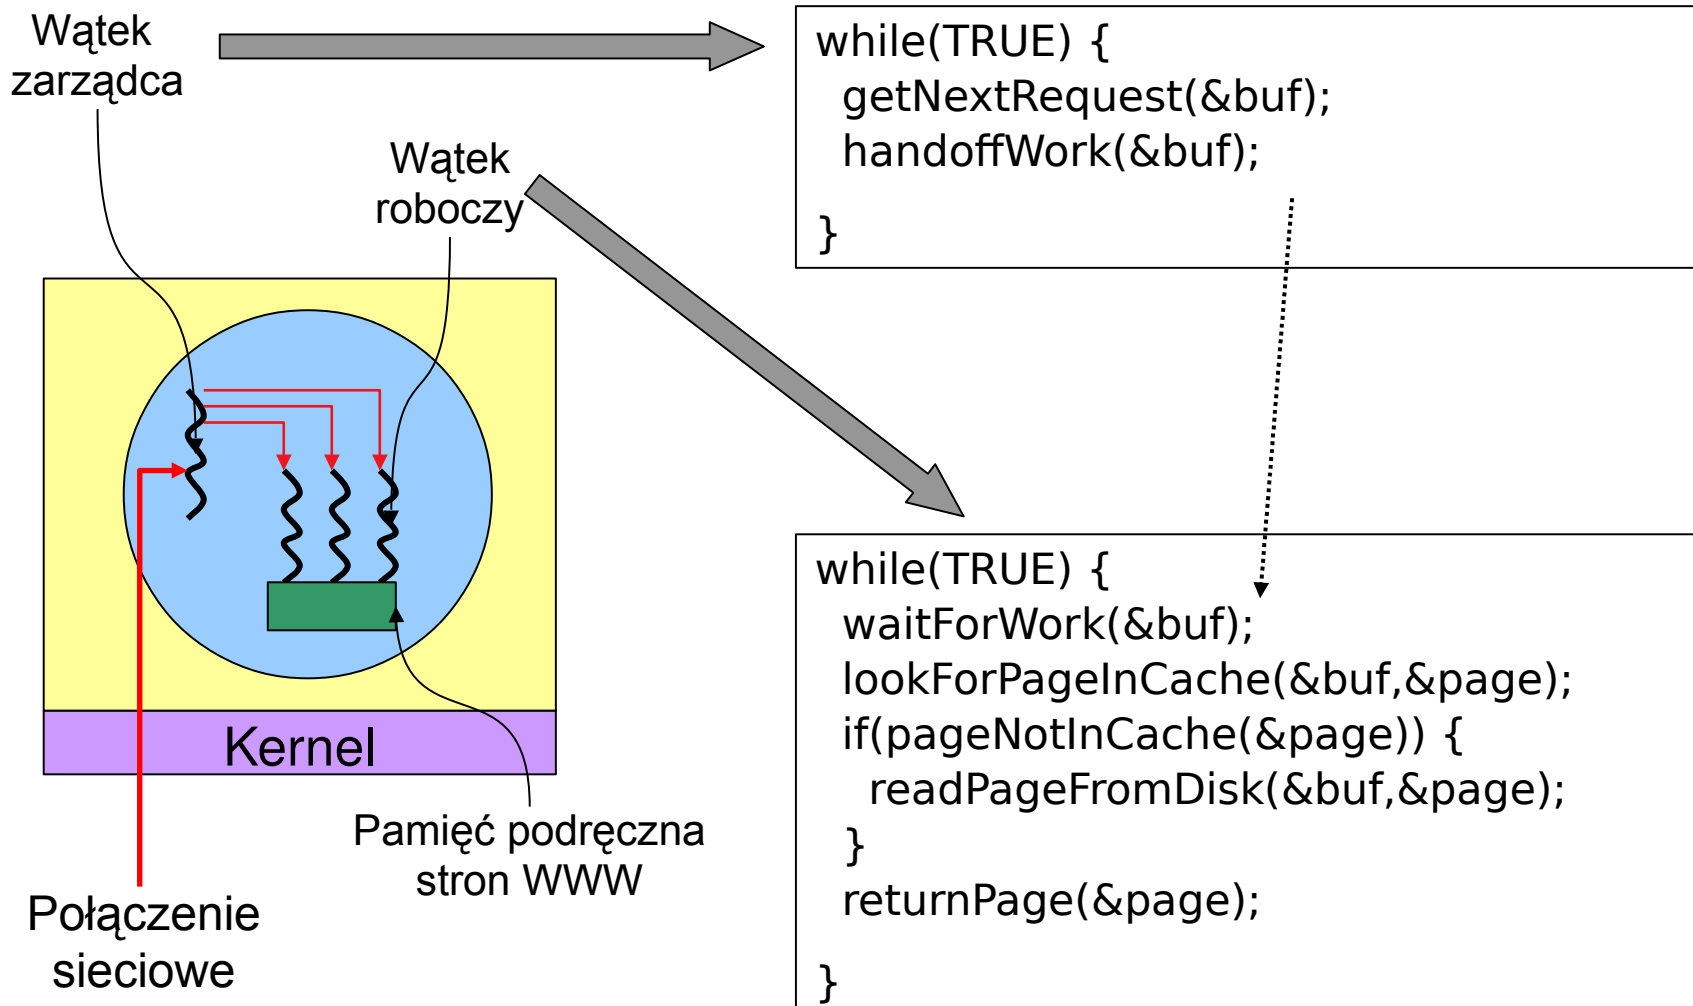 Wątek
zarządca
while(TRUE) {
getNextRequest(&buf);
handoffWork(&buf);
}
Wątek
roboczy
Kernel
Pamięć podręczna
stron WWW
Połączenie
sieciowe
while(TRUE) {
waitForWork(&buf);
lookForPageInCache(&buf,&page);
if(pageNotInCache(&page)) {
readPageFromDisk(&buf,&page);
}
returnPage(&page);
}